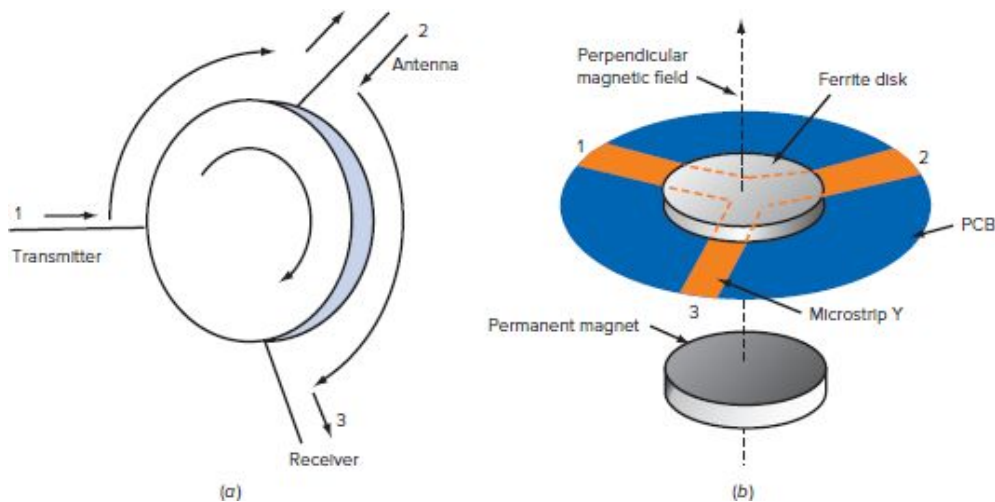 2
Antenna
1
Transmitter
3
Receiver
(a)
Perpendicular
magnetic field
Ferrite disk
1
2
PCB
3
Microstrip Y
Permanent magnet
(b)